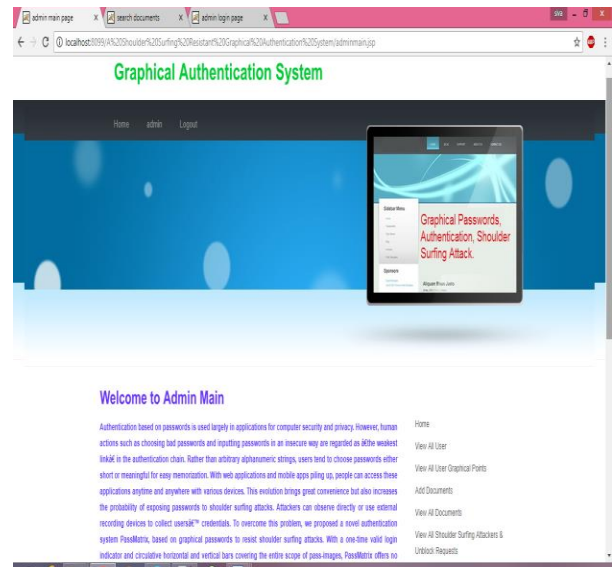 admin main page
search documents
admin login page
siva
localhost:8099/A%20Shoulder%20Surfing%20Resistant%20Graphical%20Authentication%20System/adminmain.jsp
Graphical Authentication System
Home admin Logout
Sidebar Menu
Graphical Passwords,
Authentication, Shoulder
Surfing Attack.
Sponsors
Welcome to Admin Main
Authentication based on passwords is used largely in applications for computer security and privacy. However, human
actions such as choosing bad passwords and inputting passwords in an insecure way are regarded as â€the weakest
linkâ€ in the authentication chain. Rather than arbitrary alphanumeric strings, users tend to choose passwords either
short or meaningful for easy memorization. With web applications and mobile apps piling up, people can access these
applications anytime and anywhere with various devices. This evolution brings great convenience but also increases
the probability of exposing passwords to shoulder surfing attacks. Attackers can observe directly or use external
recording devices to collect usersâ€™ credentials. To overcome this problem, we proposed a novel authentication
system PassMatrix, based on graphical passwords to resist shoulder surfing attacks. With a one-time valid login
indicator and circulative horizontal and vertical bars covering the entire scope of pass-images, PassMatrix offers no
Home
View All User
View All User Graphical Points
Add Documents
View All Documents
View All Shoulder Surfing Attackers &
Unblock Requests